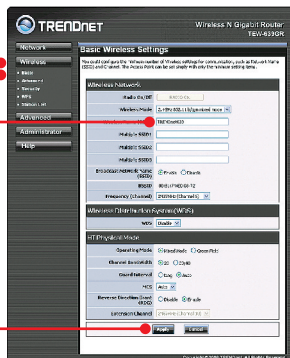 TRENDNET
Wireless N Gigabit Router
TEW-639GR
Network
Wireless
Basic
Advanced
Security
WPS
Station List
Advanced
Administrator
Help
Basic Wireless Settings
Wireless Network
Radio On/Off
Wireless Mode
Multiple SSID1
Multiple SSID2
Multiple SSID3
Broadcast Network Name (SSID)
Enable
Disable
BSSID
Frequency (Channel)
Wireless Distribution System(WDS)
WDS
Disable
HT Physical Mode
Operating Mode
Mixed Mode
Green Field
Channel BandWidth
20
20/40
Guard Interval
Long
Auto
MCS
Auto
Reverse Direction Grant (RDG)
Disable
Enable
Extension Channel
Apply
Cancel